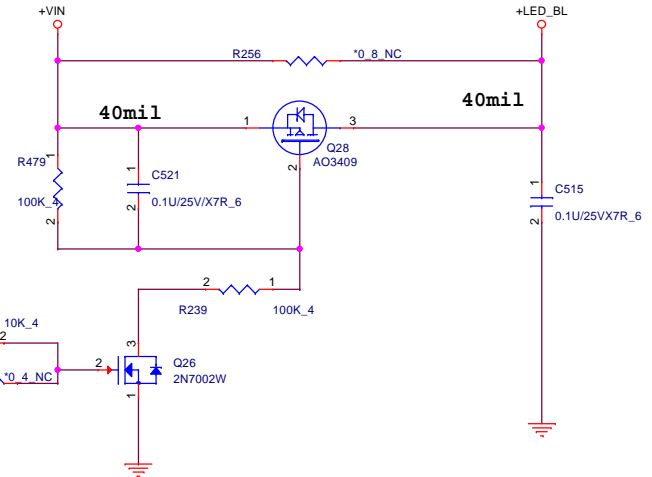 +VIN
+LED_BL
R256
*0_8_NC
40mil
40mil
1
3
Q28
AO3409
2
R479
1
100K_4
2
1
C521
0.1U/25V/X7R_6
2
1
C515
0.1U/25VX7R_6
2
2
1
R239
100K_4
10K_4
2
*0_4_NC
2
3
Q26
2N7002W
1